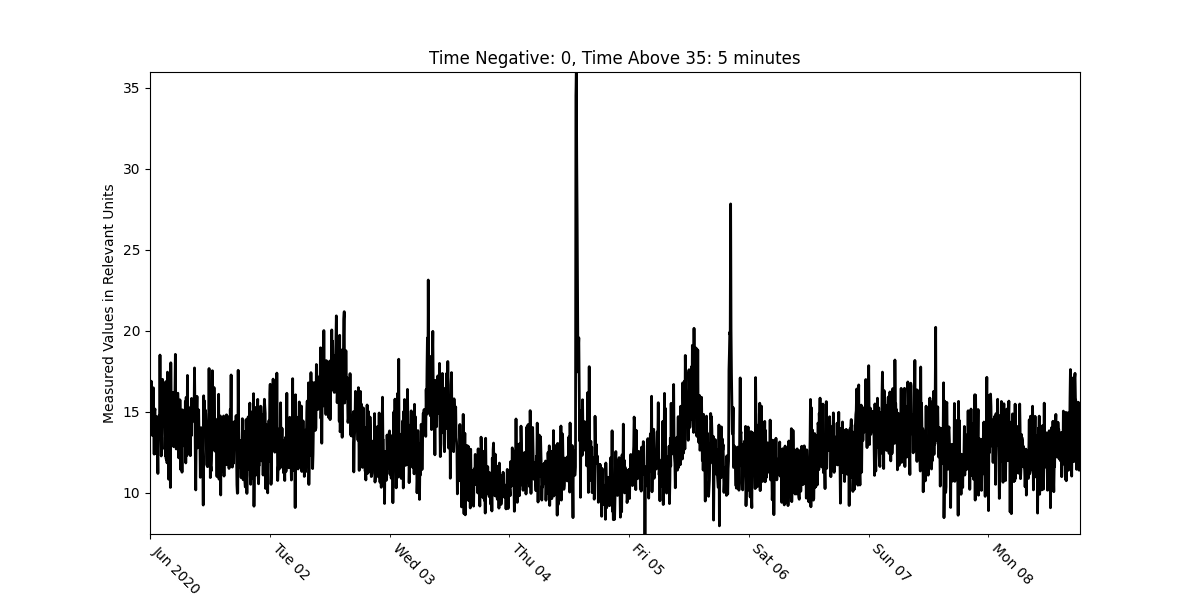 Time Negative: 0, Time Above 35: 5 minutes
Measured Values in Relevant Units
35
30
25
20
15
10
Jun 2020
Tue 02
Wed 03
Thu 04
Fri 05
Sat 06
Sun 07
Mon 08